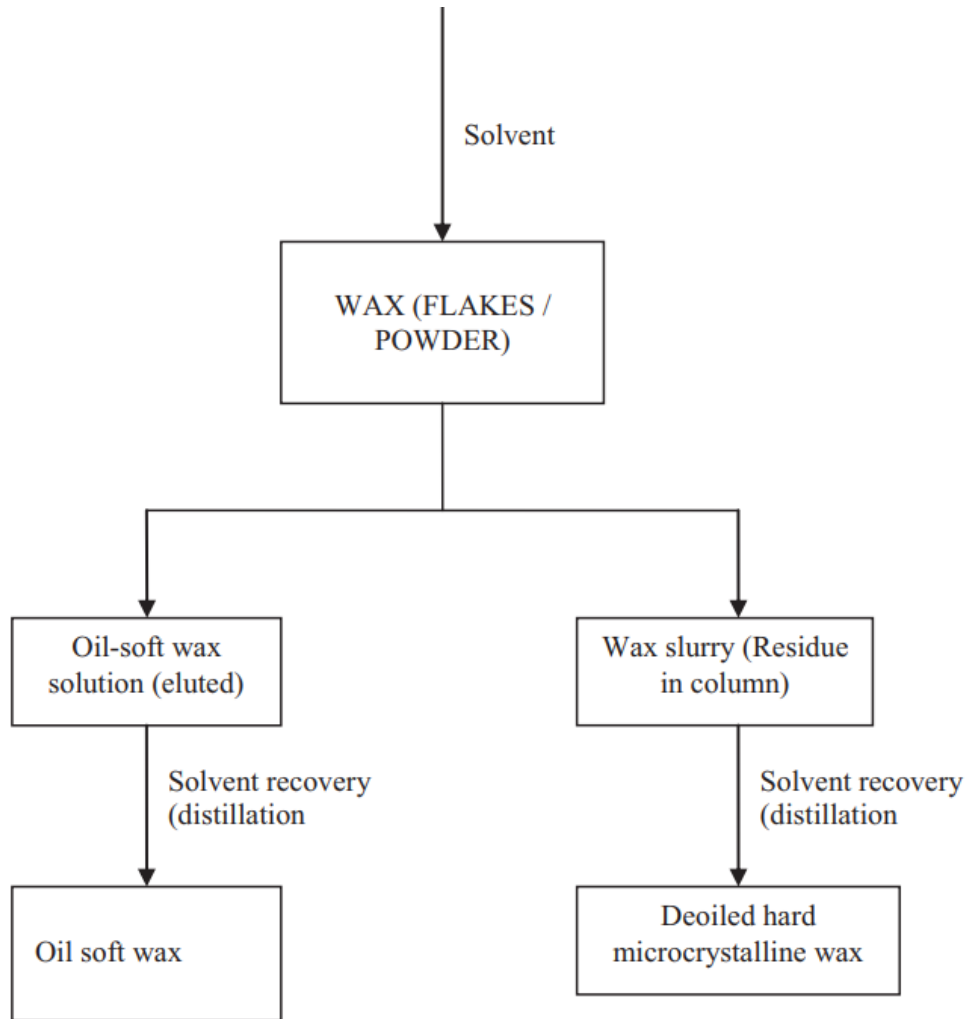 Solvent
WAX (FLAKES /
POWDER)
Oil-soft wax
solution (eluted)
Wax slurry (Residue
in column)
Solvent recovery
(distillation
Solvent recovery
(distillation
Oil soft wax
Deoiled hard
microcrystalline wax